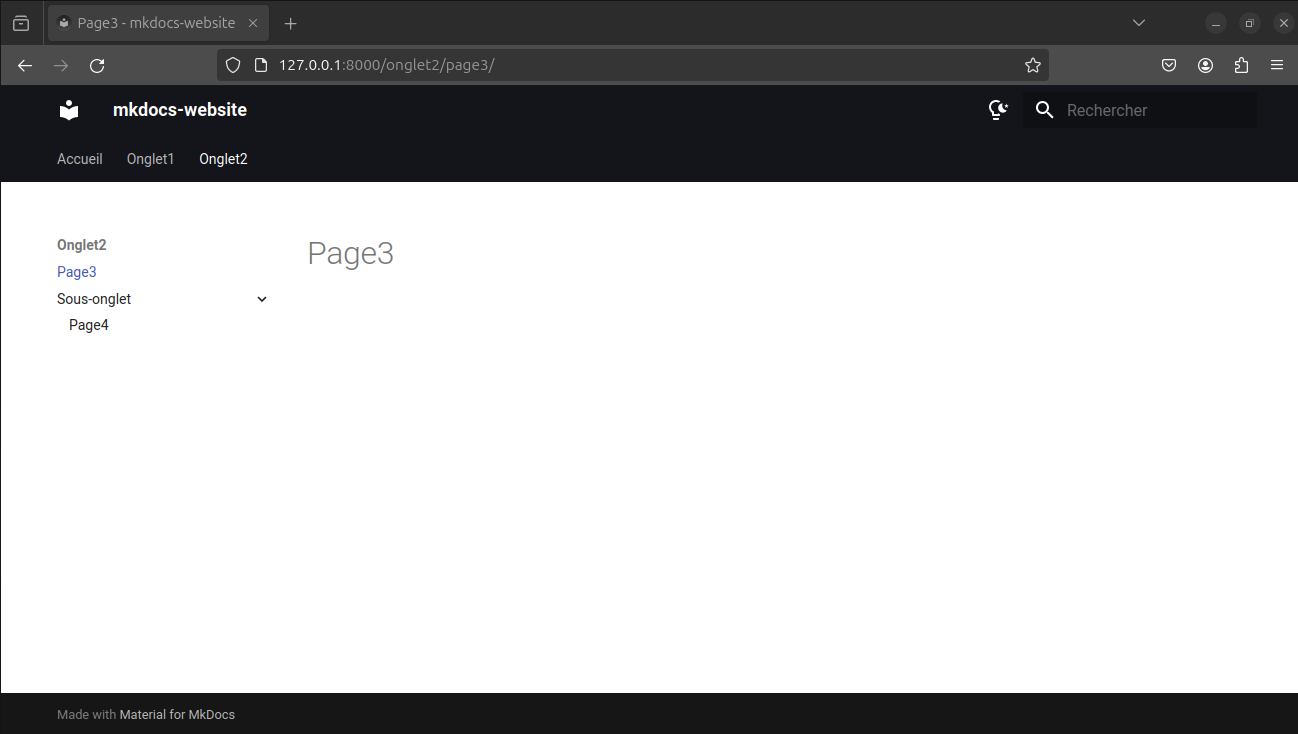 Page3 - mkdocs-website
127.0.0.1:8000/onglet2/page3/
mkdocs-website
Rechercher
Accueil Onglet1 Onglet2
Onglet2
Page3
Page3
Sous-onglet
Page4
Made with Material for MkDocs